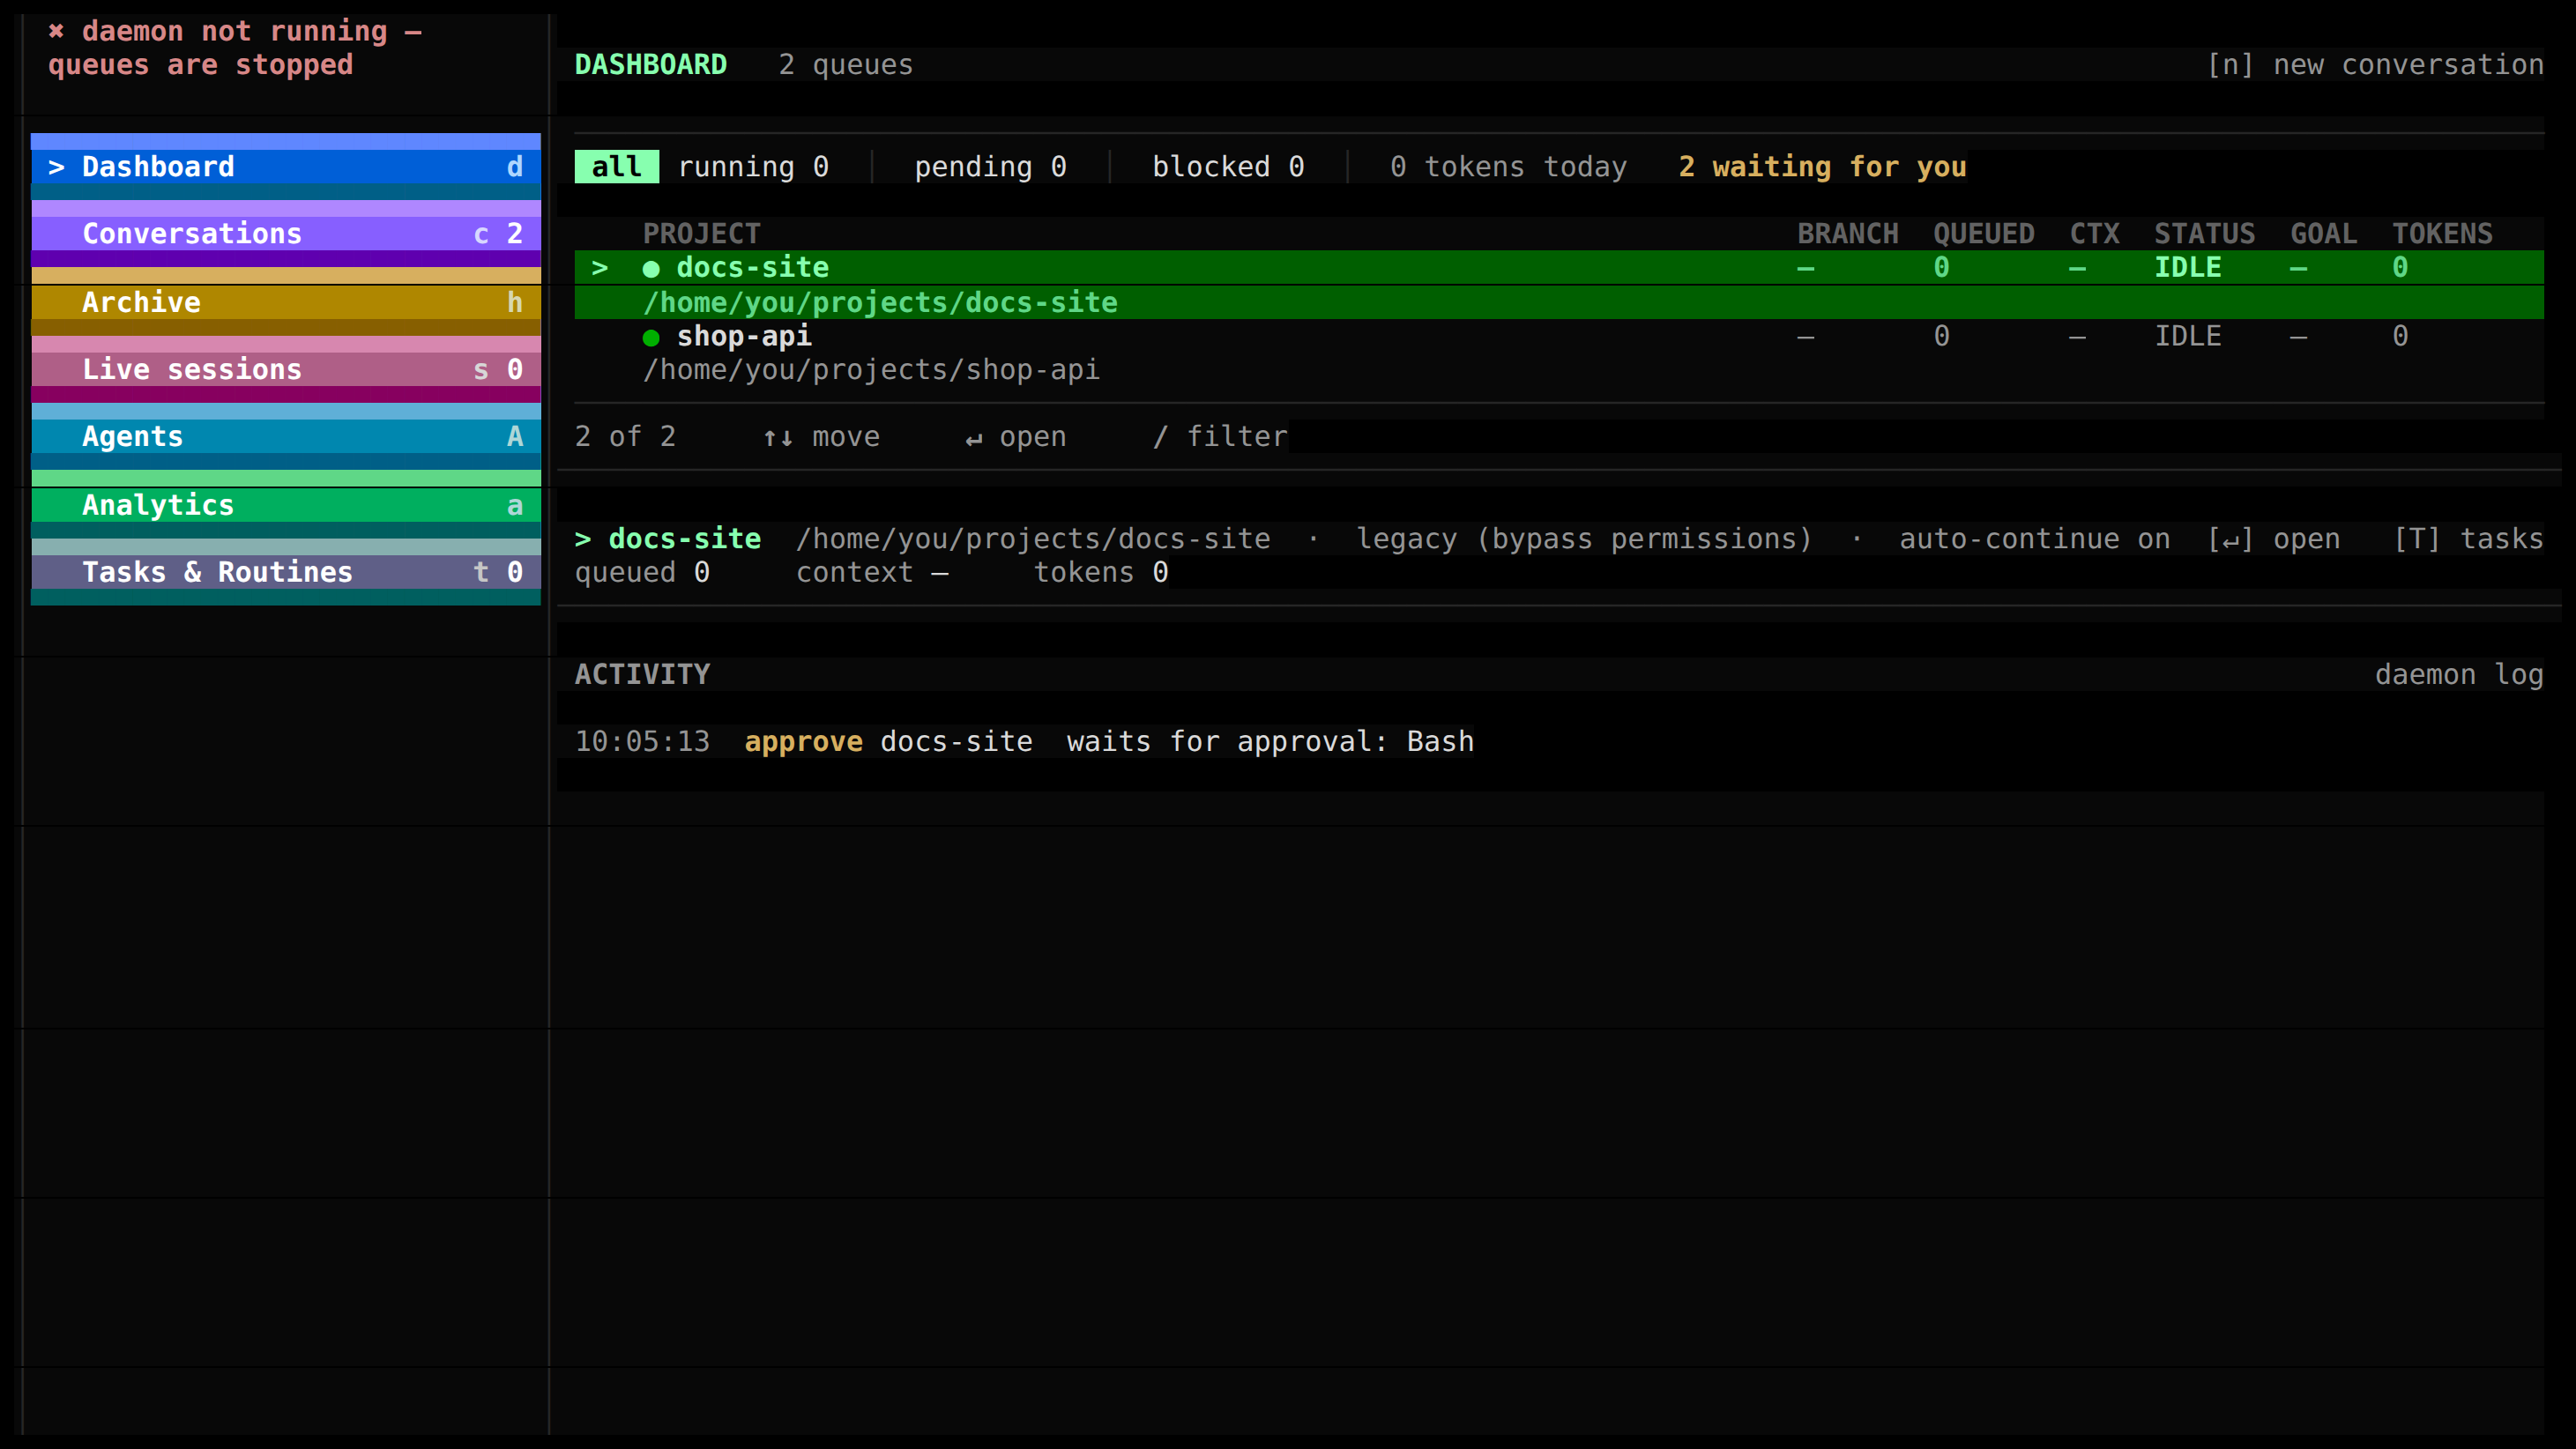 ✖ daemon not running —
queues are stopped
> Dashboard d
Conversations c 2
Archive h
Live sessions s 0
Agents A
Analytics a
Tasks & Routines t 0
DASHBOARD 2 queues [n] new conversation
all running 0 │ pending 0 │ blocked 0 │ 0 tokens today 2 waiting for you
PROJECT BRANCH QUEUED CTX STATUS GOAL TOKENS
> ● docs-site — 0 — IDLE — 0
/home/you/projects/docs-site
● shop-api — 0 — IDLE — 0
/home/you/projects/shop-api
2 of 2 ↑↓ move ↵ open / filter
> docs-site /home/you/projects/docs-site · legacy (bypass permissions) · auto-continue on [↵] open [T] tasks
queued 0 context — tokens 0
ACTIVITY daemon log
10:05:13 approve docs-site waits for approval: Bash